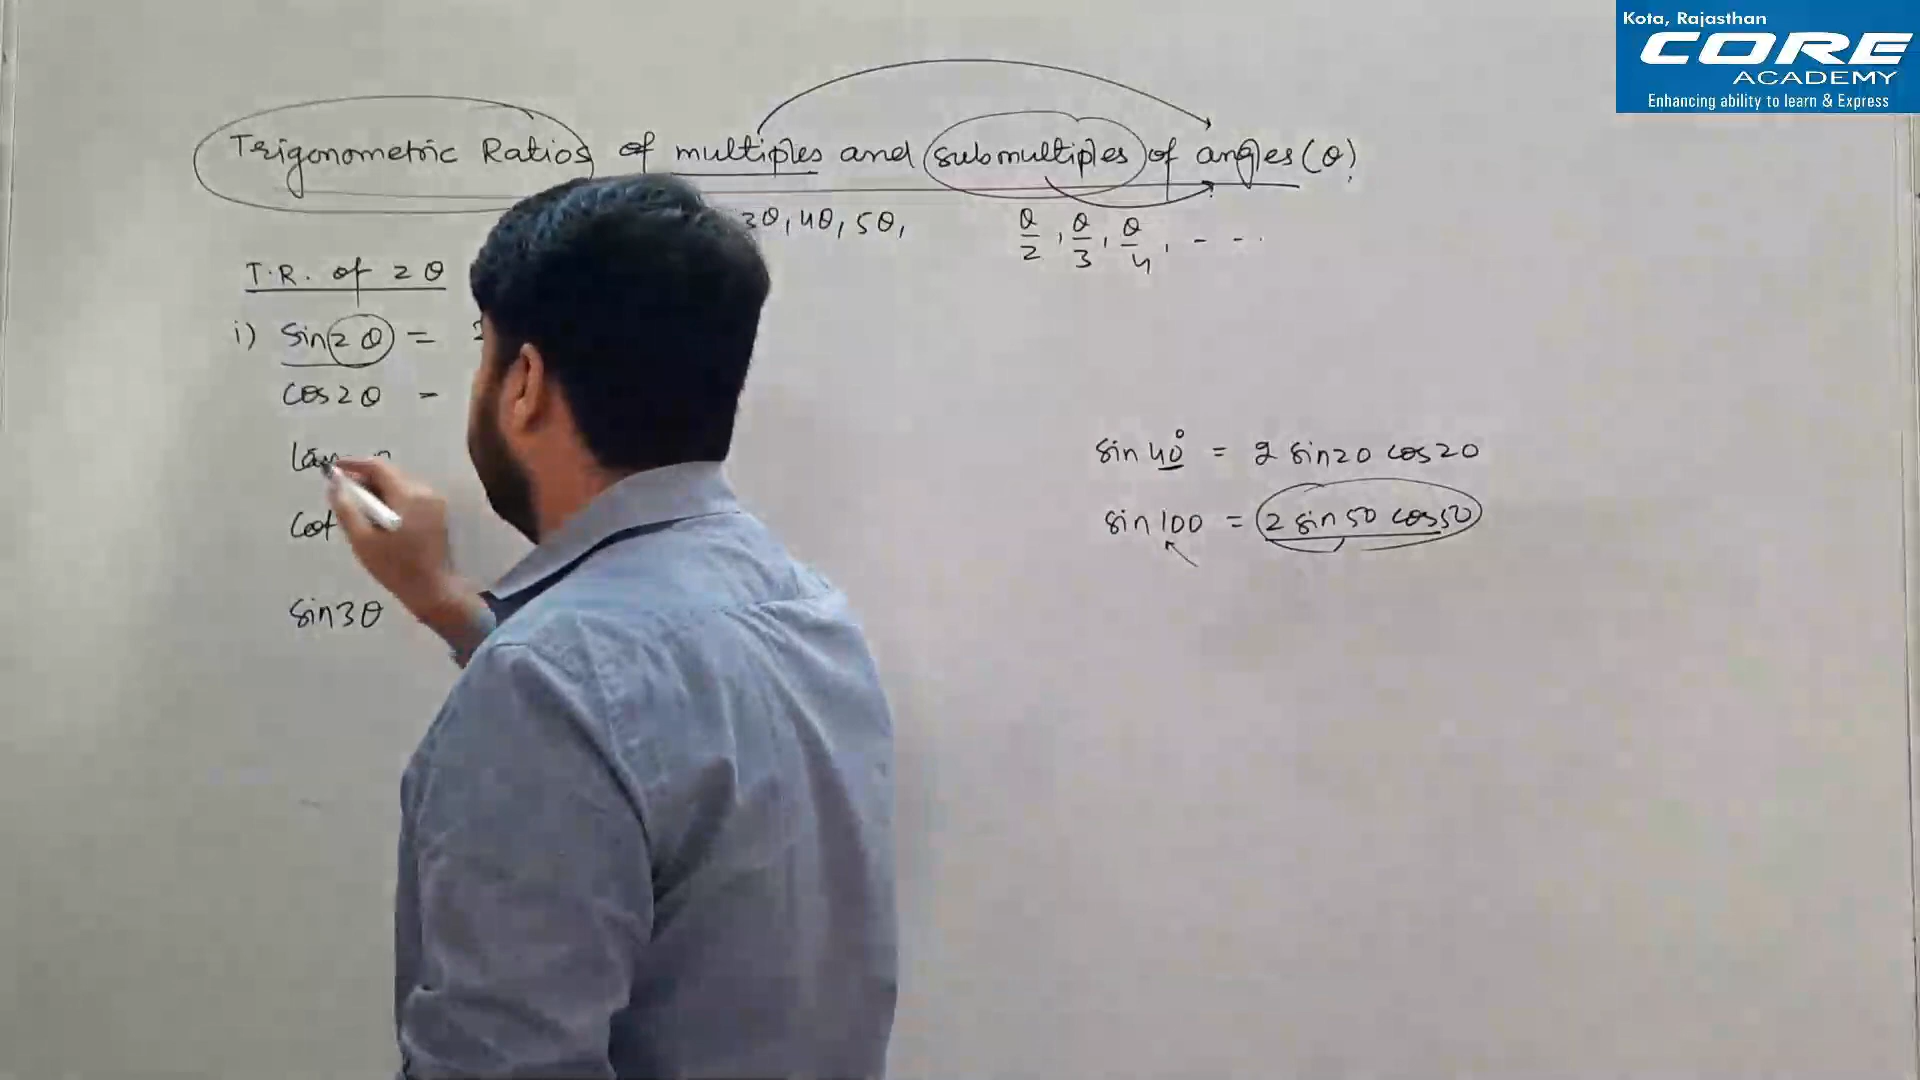 Kota, Rajasthan
CORE
ACADEMY
Enhancing ability to learn & Express
Trigonometric Ratios of multiples and submultiples of angles (θ)
3θ, 4θ, 5θ,
θ/2, θ/3, θ/4, - - ..
T.R. of 2θ
i) sin2θ = 2
cos2θ -
tan
cot
sin3θ
sin 40° = 2 sin20 cos20
sin 100 = 2 sin 50 cos50